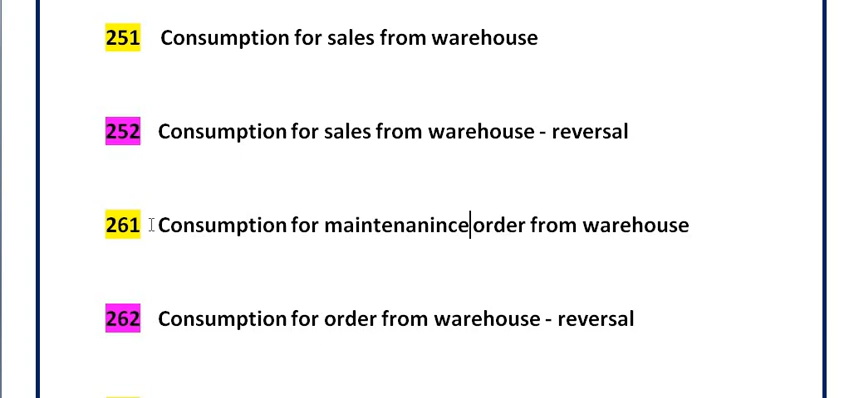 251 Consumption for sales from warehouse
252 Consumption for sales from warehouse - reversal
261 Consumption for maintenanince order from warehouse
262 Consumption for order from warehouse - reversal